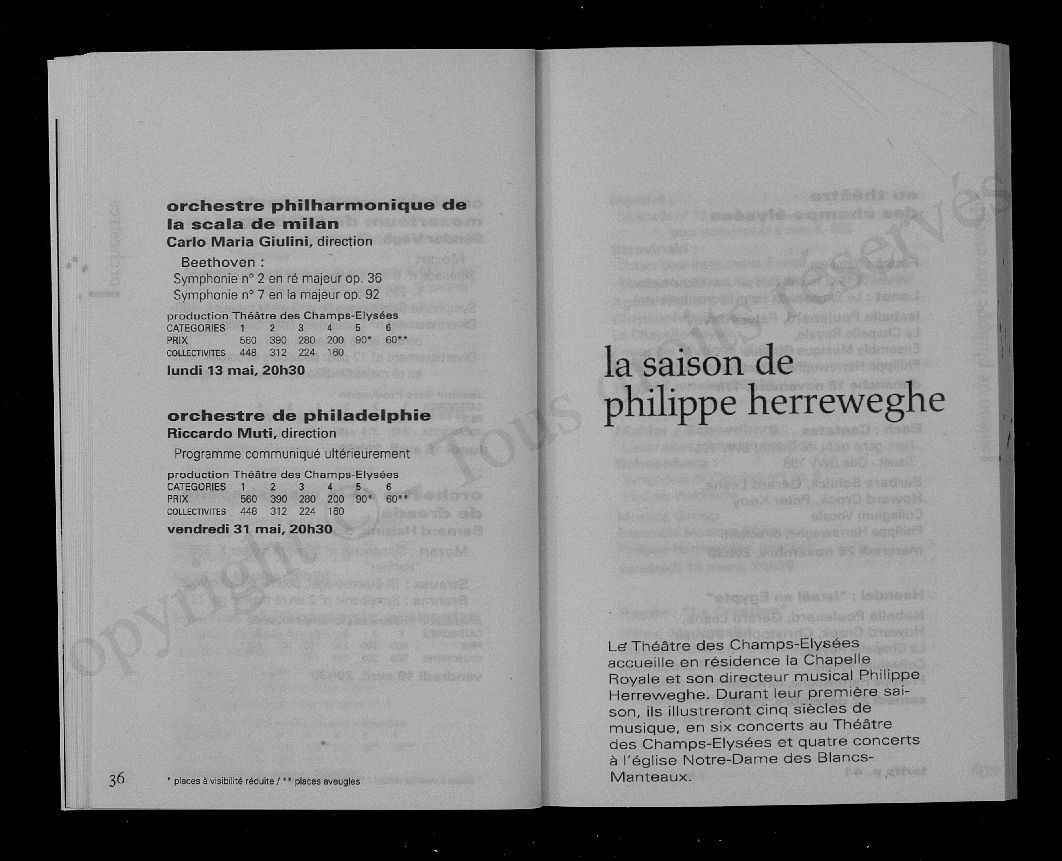 orchestre philharmonique de
la scala de milan
Carlo Maria Giulini, direction
Beethoven :
Symphonie n° 2 en ré majeur op. 36
Symphonie n° 7 en la majeur op. 92
production Théâtre des Champs-Elysées
CATEGORIES 1 2 3 4 5 6
PRIX 560 390 280 200 90* 60**
COLLECTIVITES 448 312 224 160
lundi 13 mai, 20h30
orchestre de philadelphie
Riccardo Muti, direction
Programme communiqué ultérieurement
production Théâtre des Champs-Elysées
CATEGORIES 1 2 3 4 5 6
PRIX 560 390 280 200 90* 60**
COLLECTIVITES 448 312 224 160
vendredi 31 mai, 20h30
36
* places à visibilité réduite / ** places aveugles
la saison de
philippe herreweghe
Le Théâtre des Champs-Elysées
accueille en résidence la Chapelle
Royale et son directeur musical Philippe
Herreweghe. Durant leur première sai-
son, ils illustreront cinq siècles de
musique, en six concerts au Théâtre
des Champs-Elysées et quatre concerts
à l'église Notre-Dame des Blancs-
Manteaux.
opyright © - Tous droits réservés